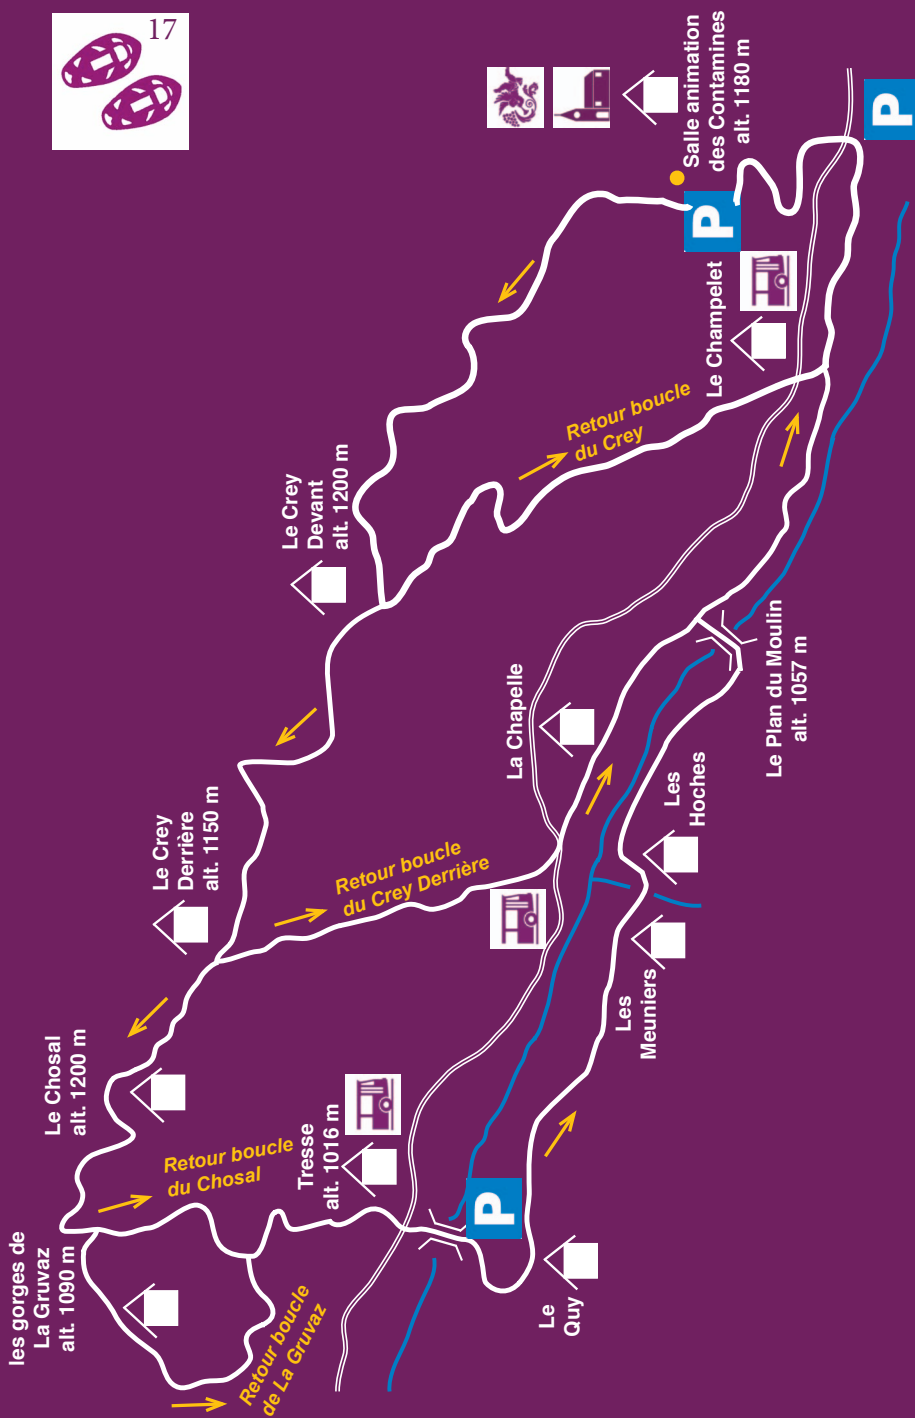 17
Salle animation
des Contamines
alt. 1180 m
P
P
Le Champelet
Retour boucle
du Crey
Le Crey
Devant
alt. 1200 m
La Chapelle
Le Plan du Moulin
alt. 1057 m
Les
Hoches
Le Crey
Derrière
alt. 1150 m
Retour boucle
du Crey Derrière
Les
Meuniers
Le Chosal
alt. 1200 m
Retour boucle
du Chosal
Tresse
alt. 1016 m
P
les gorges de
La Gruvaz
alt. 1090 m
Retour boucle
de La Gruvaz
Le
Quy